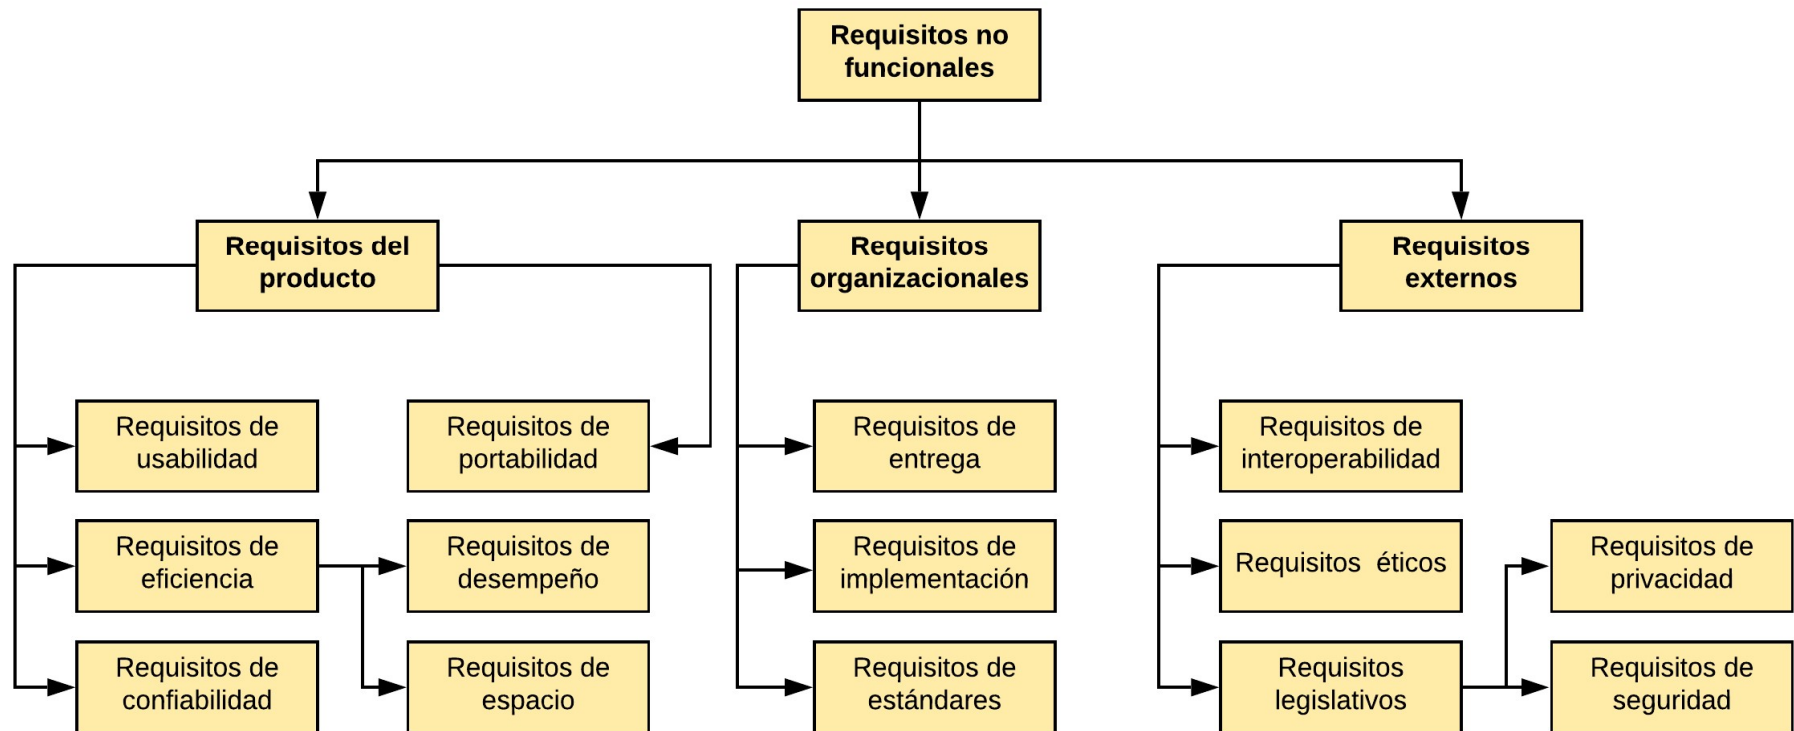 Requisitos no
funcionales
Requisitos del
producto
Requisitos
organizacionales
Requisitos
externos
Requisitos de
usabilidad
Requisitos de
portabilidad
Requisitos de
entrega
Requisitos de
interoperabilidad
Requisitos de
eficiencia
Requisitos de
desempeño
Requisitos de
implementación
Requisitos  éticos
Requisitos de
privacidad
Requisitos de
confiabilidad
Requisitos de
espacio
Requisitos de
estándares
Requisitos
legislativos
Requisitos de
seguridad